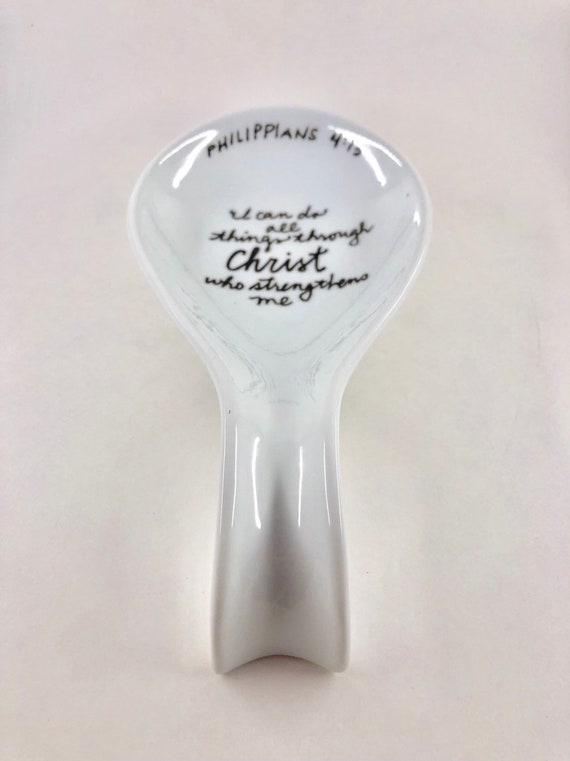 PHILIPPIANS 4:13
I can do
all
things through
Christ
who strengthens
me